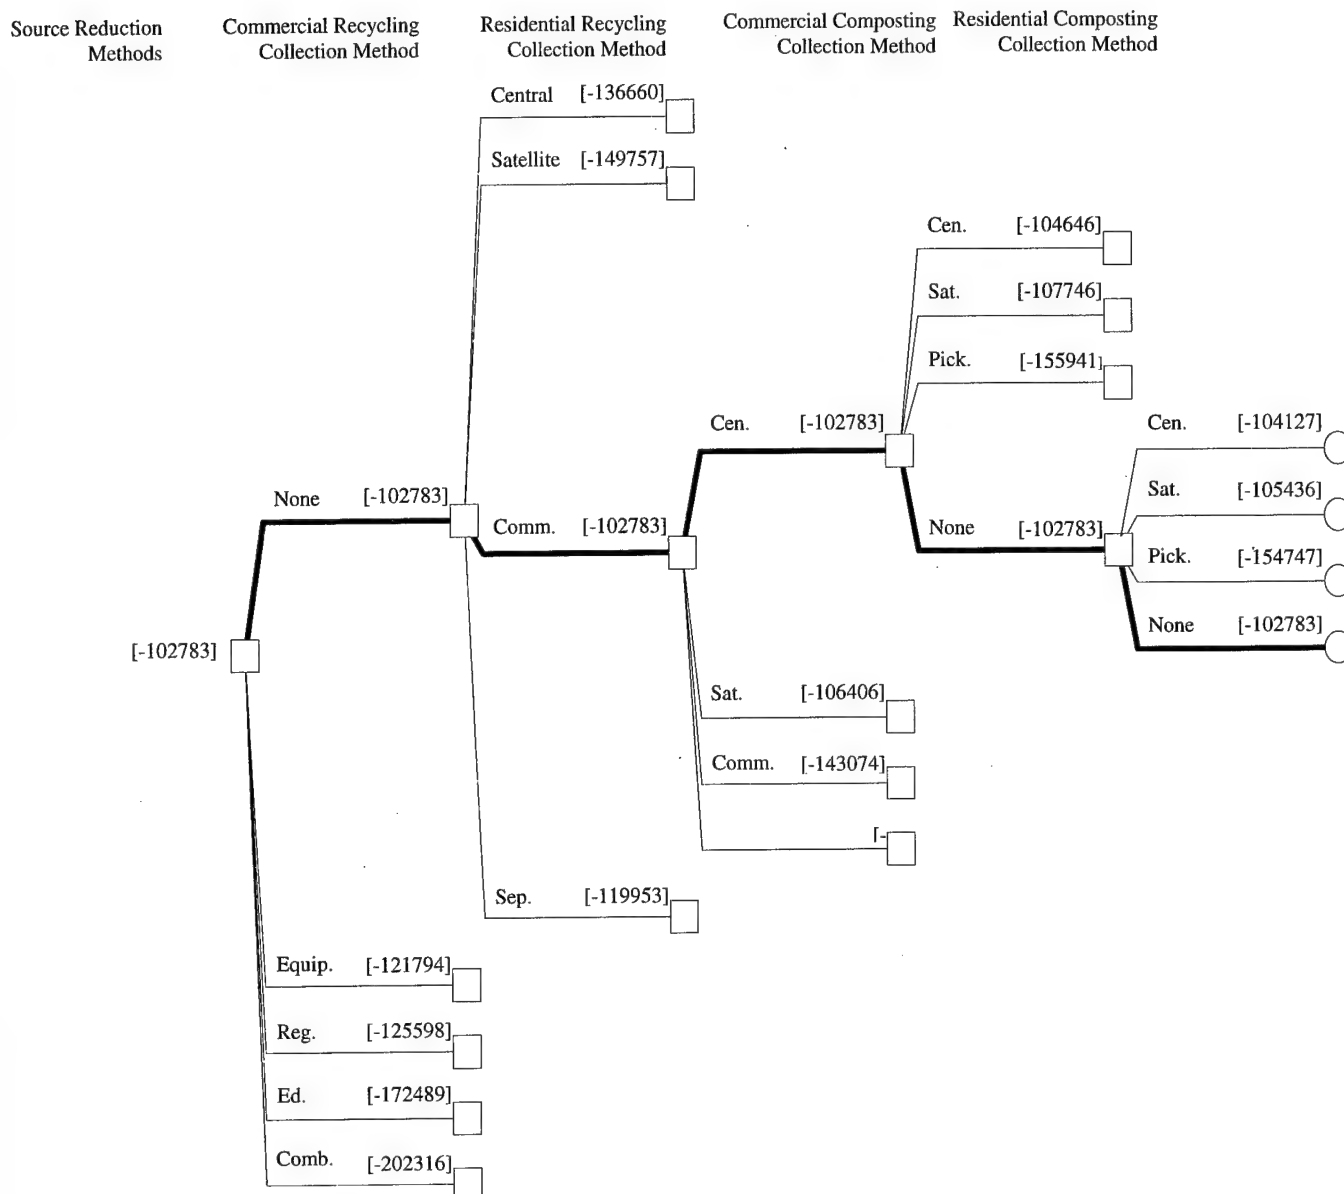 Source Reduction
Methods
Commercial Recycling
Collection Method
Residential Recycling
Collection Method
Commercial Composting
Collection Method
Residential Composting
Collection Method
Central [-136660]
Satellite [-149757]
Cen. [-104646]
Sat. [-107746]
Pick. [-155941]
Cen. [-102783]
Cen. [-104127]
Sat. [-105436]
None [-102783]
Comm. [-102783]
None [-102783]
Pick. [-154747]
None [-102783]
[-102783]
Sat. [-106406]
Comm. [-143074]
[-
Sep. [-119953]
Equip. [-121794]
Reg. [-125598]
Ed. [-172489]
Comb. [-202316]